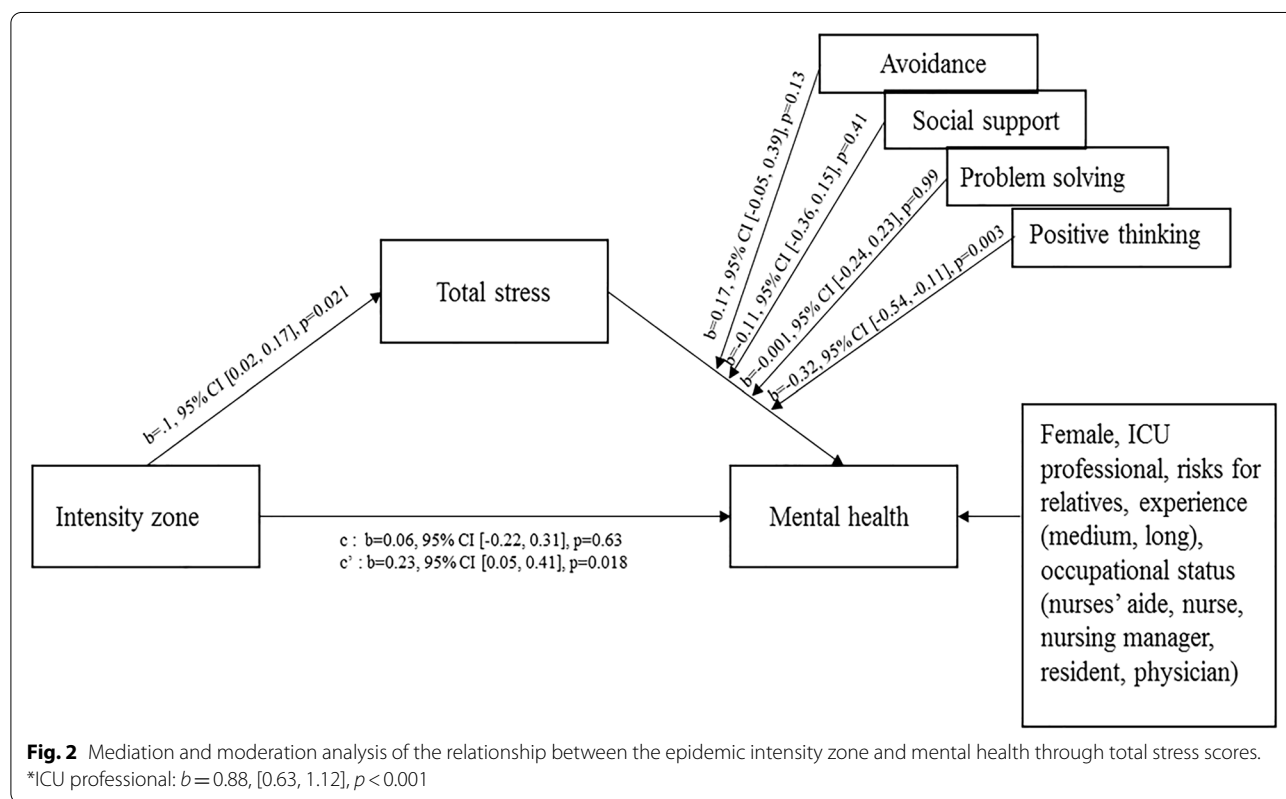 Avoidance
Social support
Problem solving
Positive thinking
b=0.17, 95% CI [-0.05, 0.39], p=0.13
b=-0.11, 95% CI [-0.36, 0.15], p=0.41
b=-0.001, 95% CI [-0.24, 0.23], p=0.99
b=-0.32, 95% CI [-0.54, -0.11], p=0.003
Total stress
b=.1, 95% CI [0.02, 0.17], p=0.021
Intensity zone
c : b=0.06, 95% CI [-0.22, 0.31], p=0.63
c’ : b=0.23, 95% CI [0.05, 0.41], p=0.018
Mental health
Female, ICU
professional, risks for
relatives, experience
(medium, long),
occupational status
(nurses’ aide, nurse,
nursing manager,
resident, physician)
Fig. 2 Mediation and moderation analysis of the relationship between the epidemic intensity zone and mental health through total stress scores.
*ICU professional: b = 0.88, [0.63, 1.12], p < 0.001